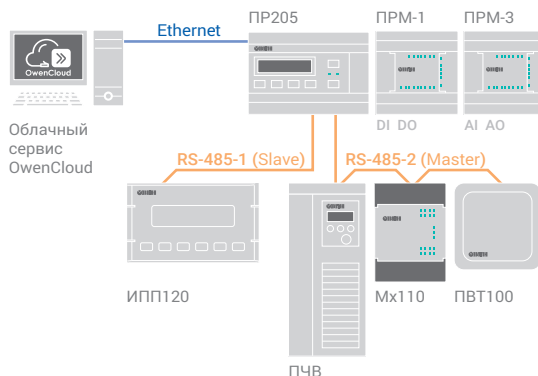 ПР205
ПРМ-1
ПРМ-3
Ethernet
OwenCloud
DI DO
AI AO
Облачный
сервис
OwenCloud
RS-485-1 (Slave)
RS-485-2 (Master)
ИПП120
Мх110
ПВТ100
ПЧВ